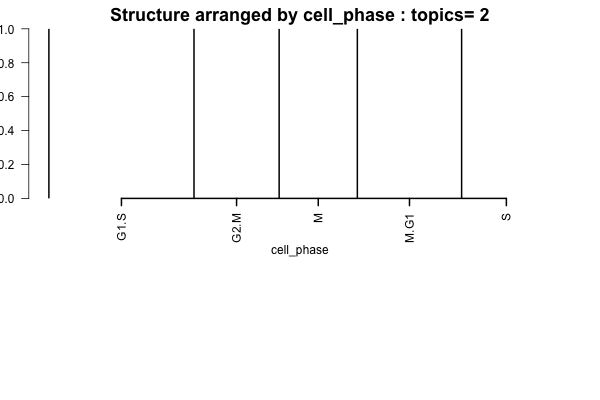 Structure arranged by cell_phase : topics= 2
1.0
0.8
0.6
0.4
0.2
0.0
G1.S
G2.M
M
M.G1
S
cell_phase